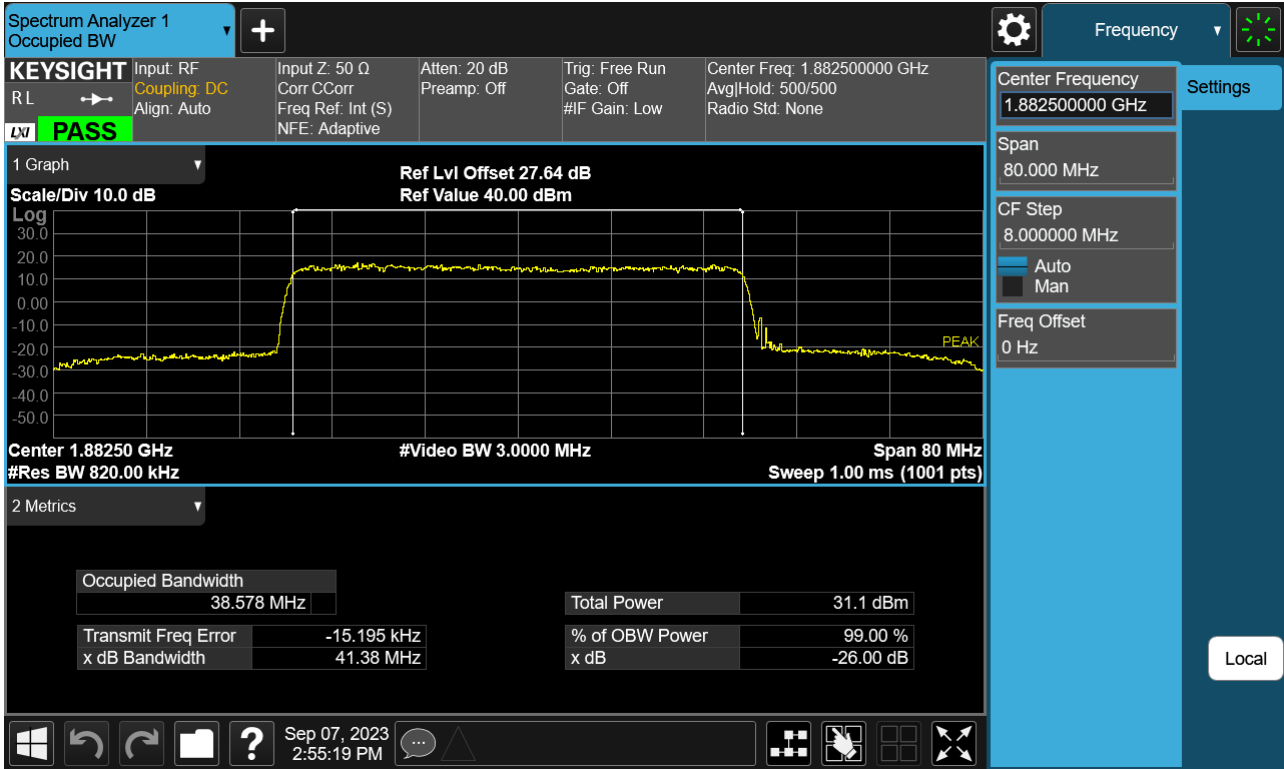 Spectrum Analyzer 1
Occupied BW
Frequency
KEYSIGHT
R L
LXI
PASS
Input: RF
Coupling: DC
Align: Auto
Input Z: 50 Ω
Corr CCorr
Freq Ref: Int (S)
NFE: Adaptive
Atten: 20 dB
Preamp: Off
Trig: Free Run
Gate: Off
#IF Gain: Low
Center Freq: 1.882500000 GHz
Avg|Hold: 500/500
Radio Std: None
Center Frequency
1.882500000 GHz
Settings
Span
80.000 MHz
CF Step
8.000000 MHz
Auto
Man
Freq Offset
0 Hz
Local
1 Graph
Ref Lvl Offset 27.64 dB
Scale/Div 10.0 dB
Ref Value 40.00 dBm
Log
30.0
20.0
10.0
0.00
-10.0
-20.0
-30.0
-40.0
-50.0
PEAK
Center 1.88250 GHz
#Video BW 3.0000 MHz
Span 80 MHz
#Res BW 820.00 kHz
Sweep 1.00 ms (1001 pts)
2 Metrics
Occupied Bandwidth
38.578 MHz
Total Power 31.1 dBm
Transmit Freq Error -15.195 kHz
% of OBW Power 99.00 %
x dB Bandwidth 41.38 MHz
x dB -26.00 dB
?
Sep 07, 2023
2:55:19 PM